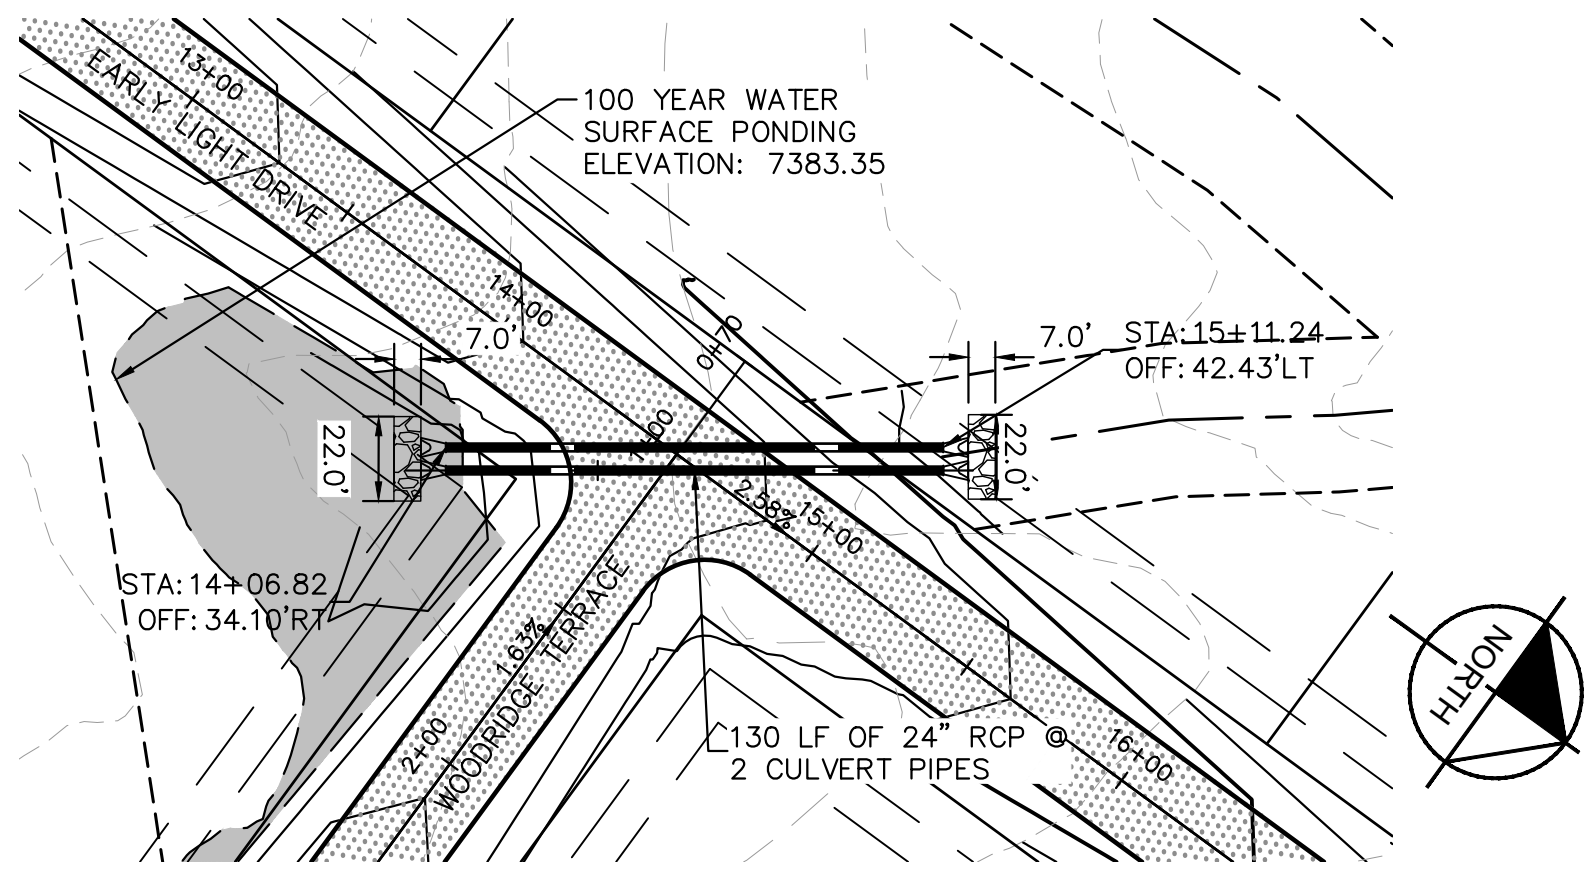 13+00
EARLY LIGHT DRIVE
100 YEAR WATER
SURFACE PONDING
ELEVATION: 7383.35
14+00
7.0'
0+70
7.0'
STA:15+11.24
OFF:42.43'LT
22.0'
22.0'
2.58%
15+00
STA:14+06.82
OFF:34.10'RT
1.63%
WOODRIDGE TERRACE
2+00
130 LF OF 24" RCP @
2 CULVERT PIPES
16+00
NORTH